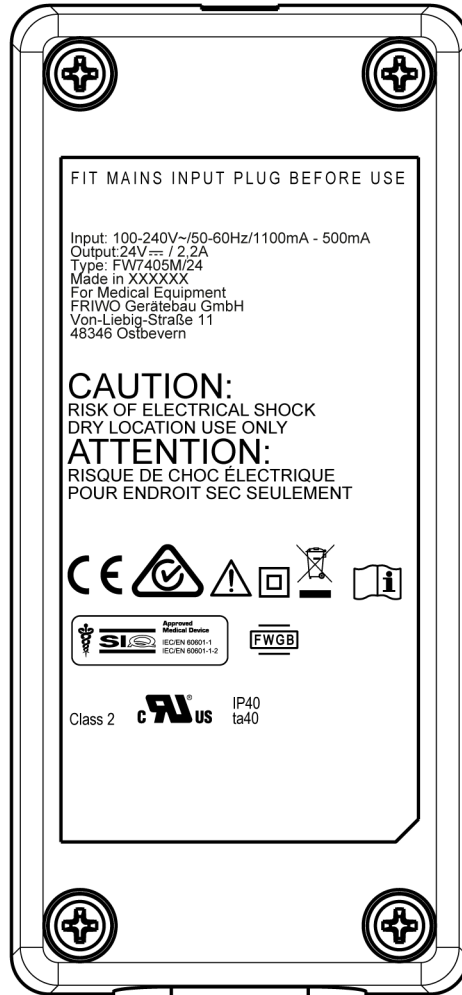 FIT MAINS INPUT PLUG BEFORE USE
Input: 100-240V~/50-60Hz/1100mA - 500mA
Output:24V⎓ / 2,2A
Type: FW7405M/24
Made in XXXXXX
For Medical Equipment
FRIWO Gerätebau GmbH
Von-Liebig-Straße 11
48346 Ostbevern
CAUTION:
RISK OF ELECTRICAL SHOCK
DRY LOCATION USE ONLY
ATTENTION:
RISQUE DE CHOC ÉLECTRIQUE
POUR ENDROIT SEC SEULEMENT
CE
SIQ
Approved
Medical Device
IEC/EN 60601-1
IEC/EN 60601-1-2
FWGB
Class 2
c RU US
IP40
ta40